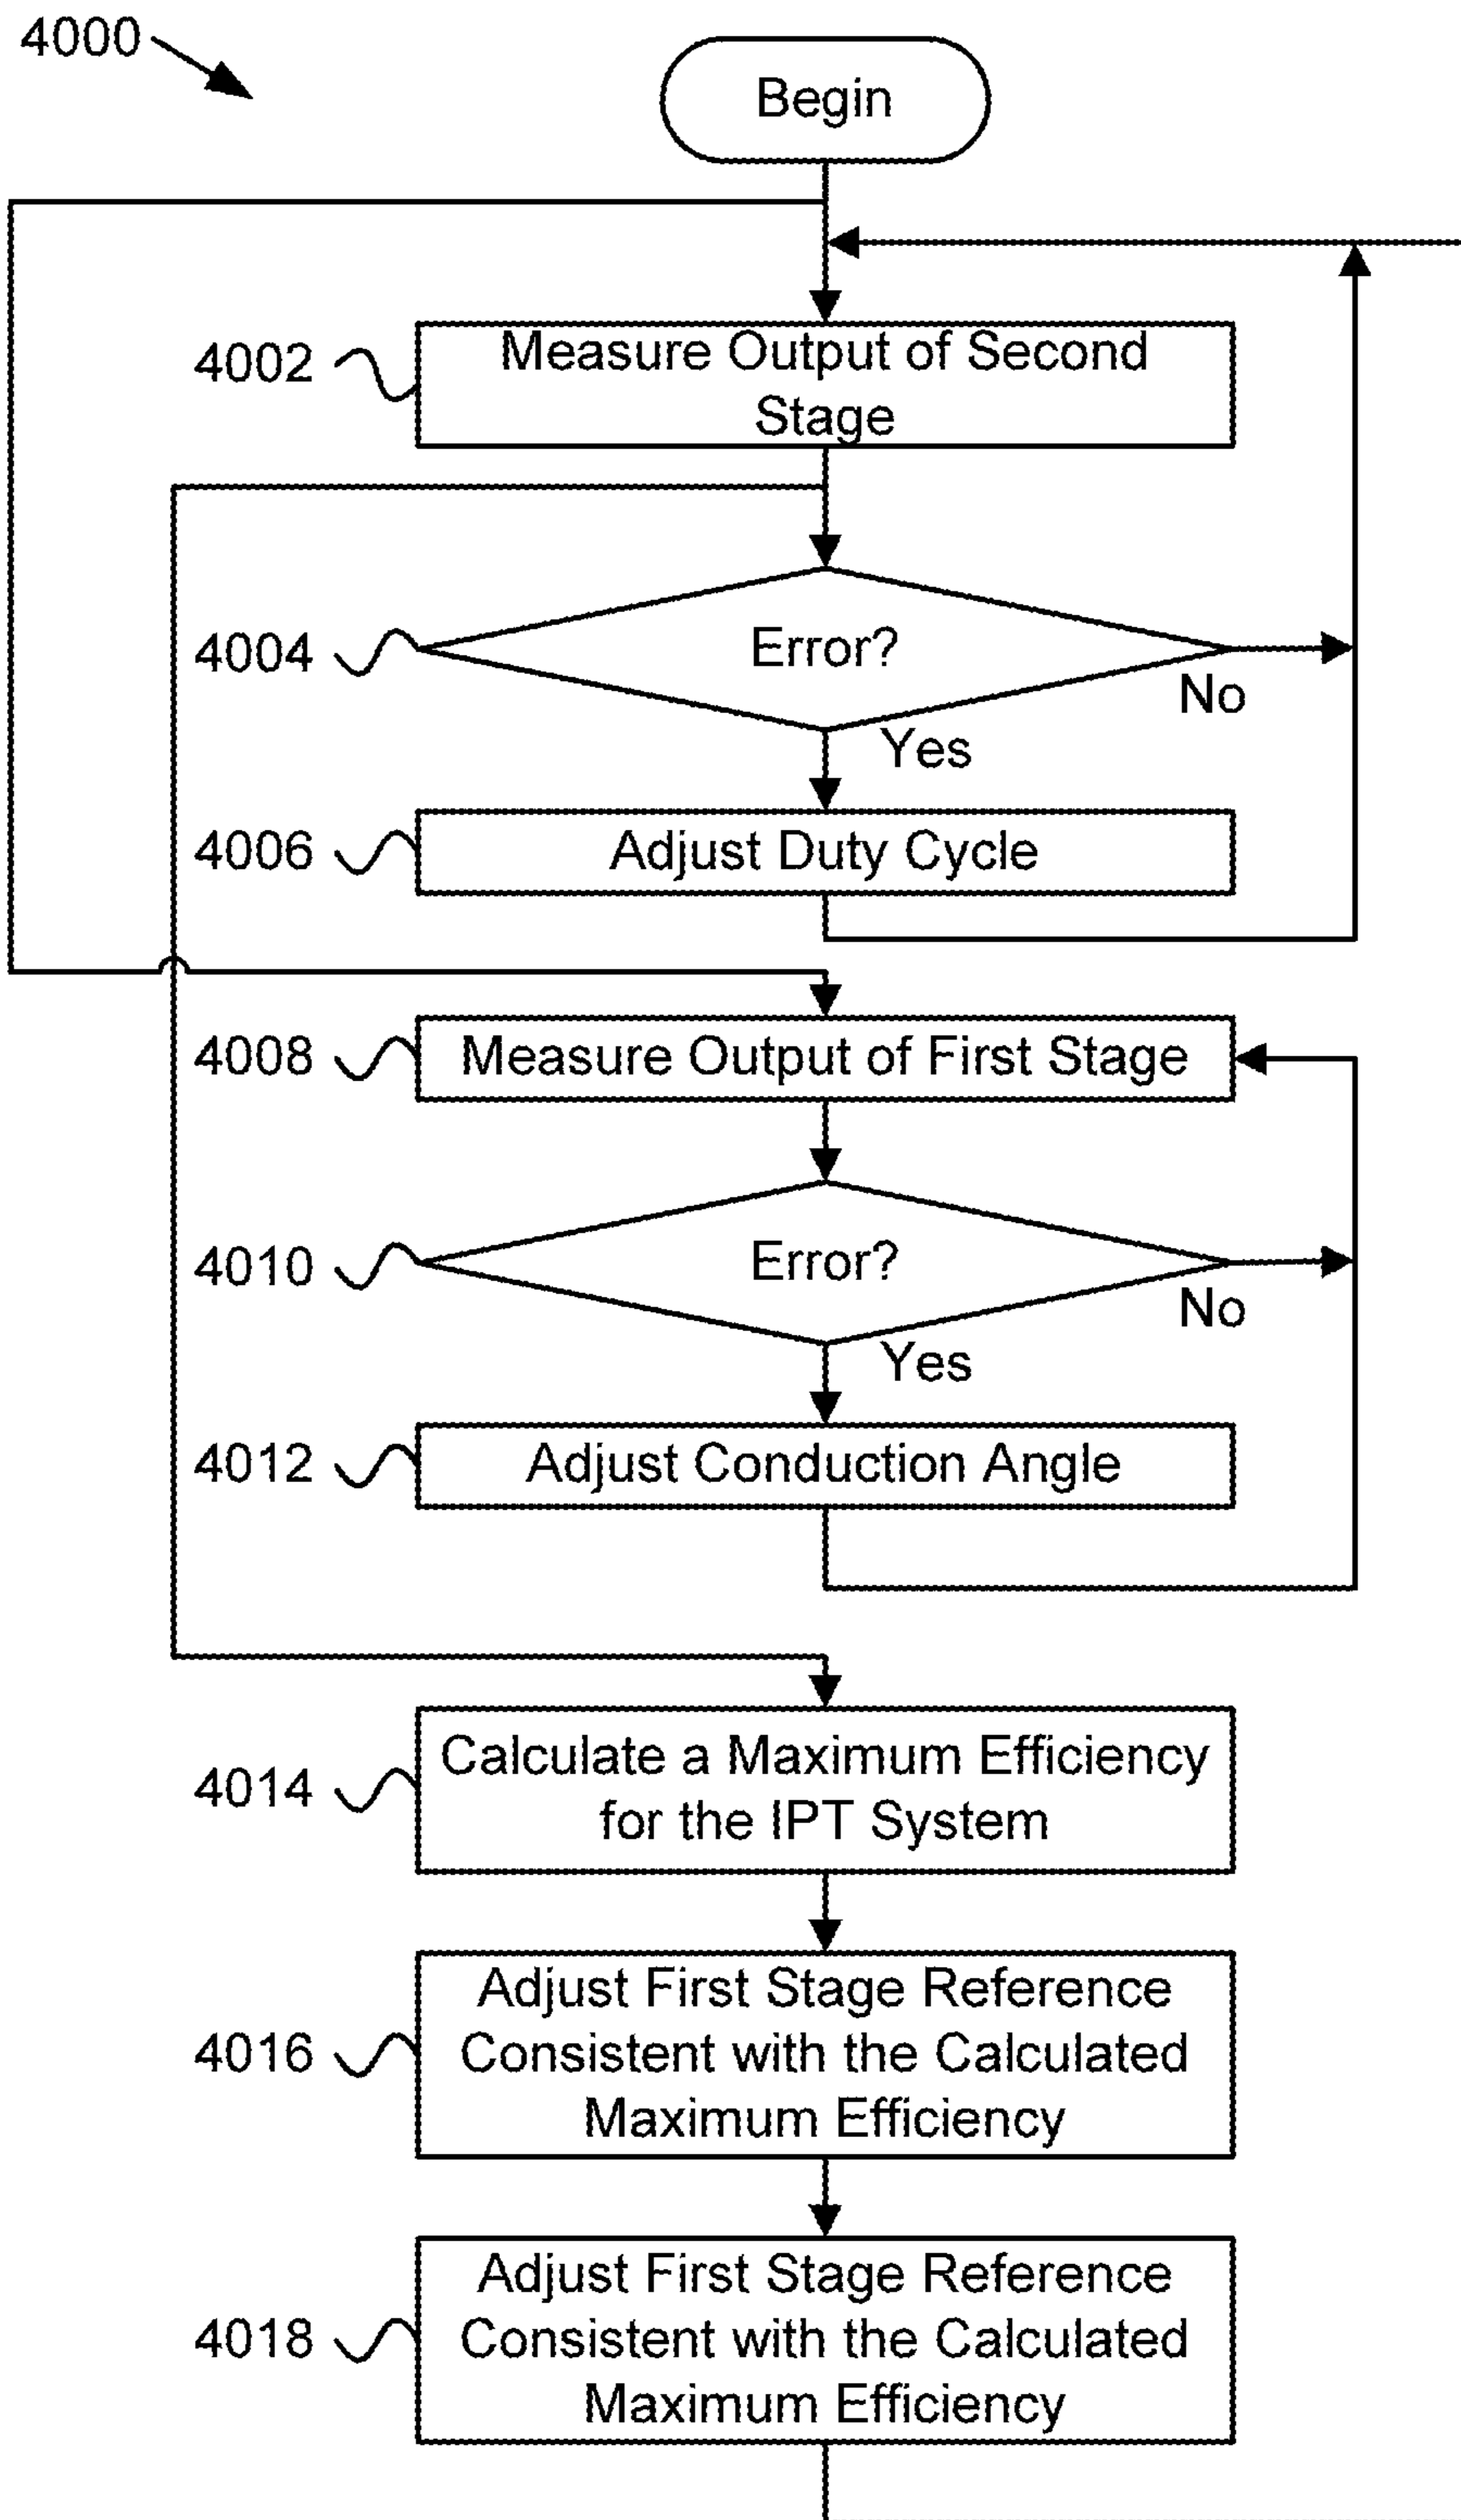 4000
Begin
4002
Measure Output of Second
Stage
4004
Error?
No
Yes
4006
Adjust Duty Cycle
4008
Measure Output of First Stage
4010
Error?
No
Yes
4012
Adjust Conduction Angle
4014
Calculate a Maximum Efficiency
for the IPT System
4016
Adjust First Stage Reference
Consistent with the Calculated
Maximum Efficiency
4018
Adjust First Stage Reference
Consistent with the Calculated
Maximum Efficiency